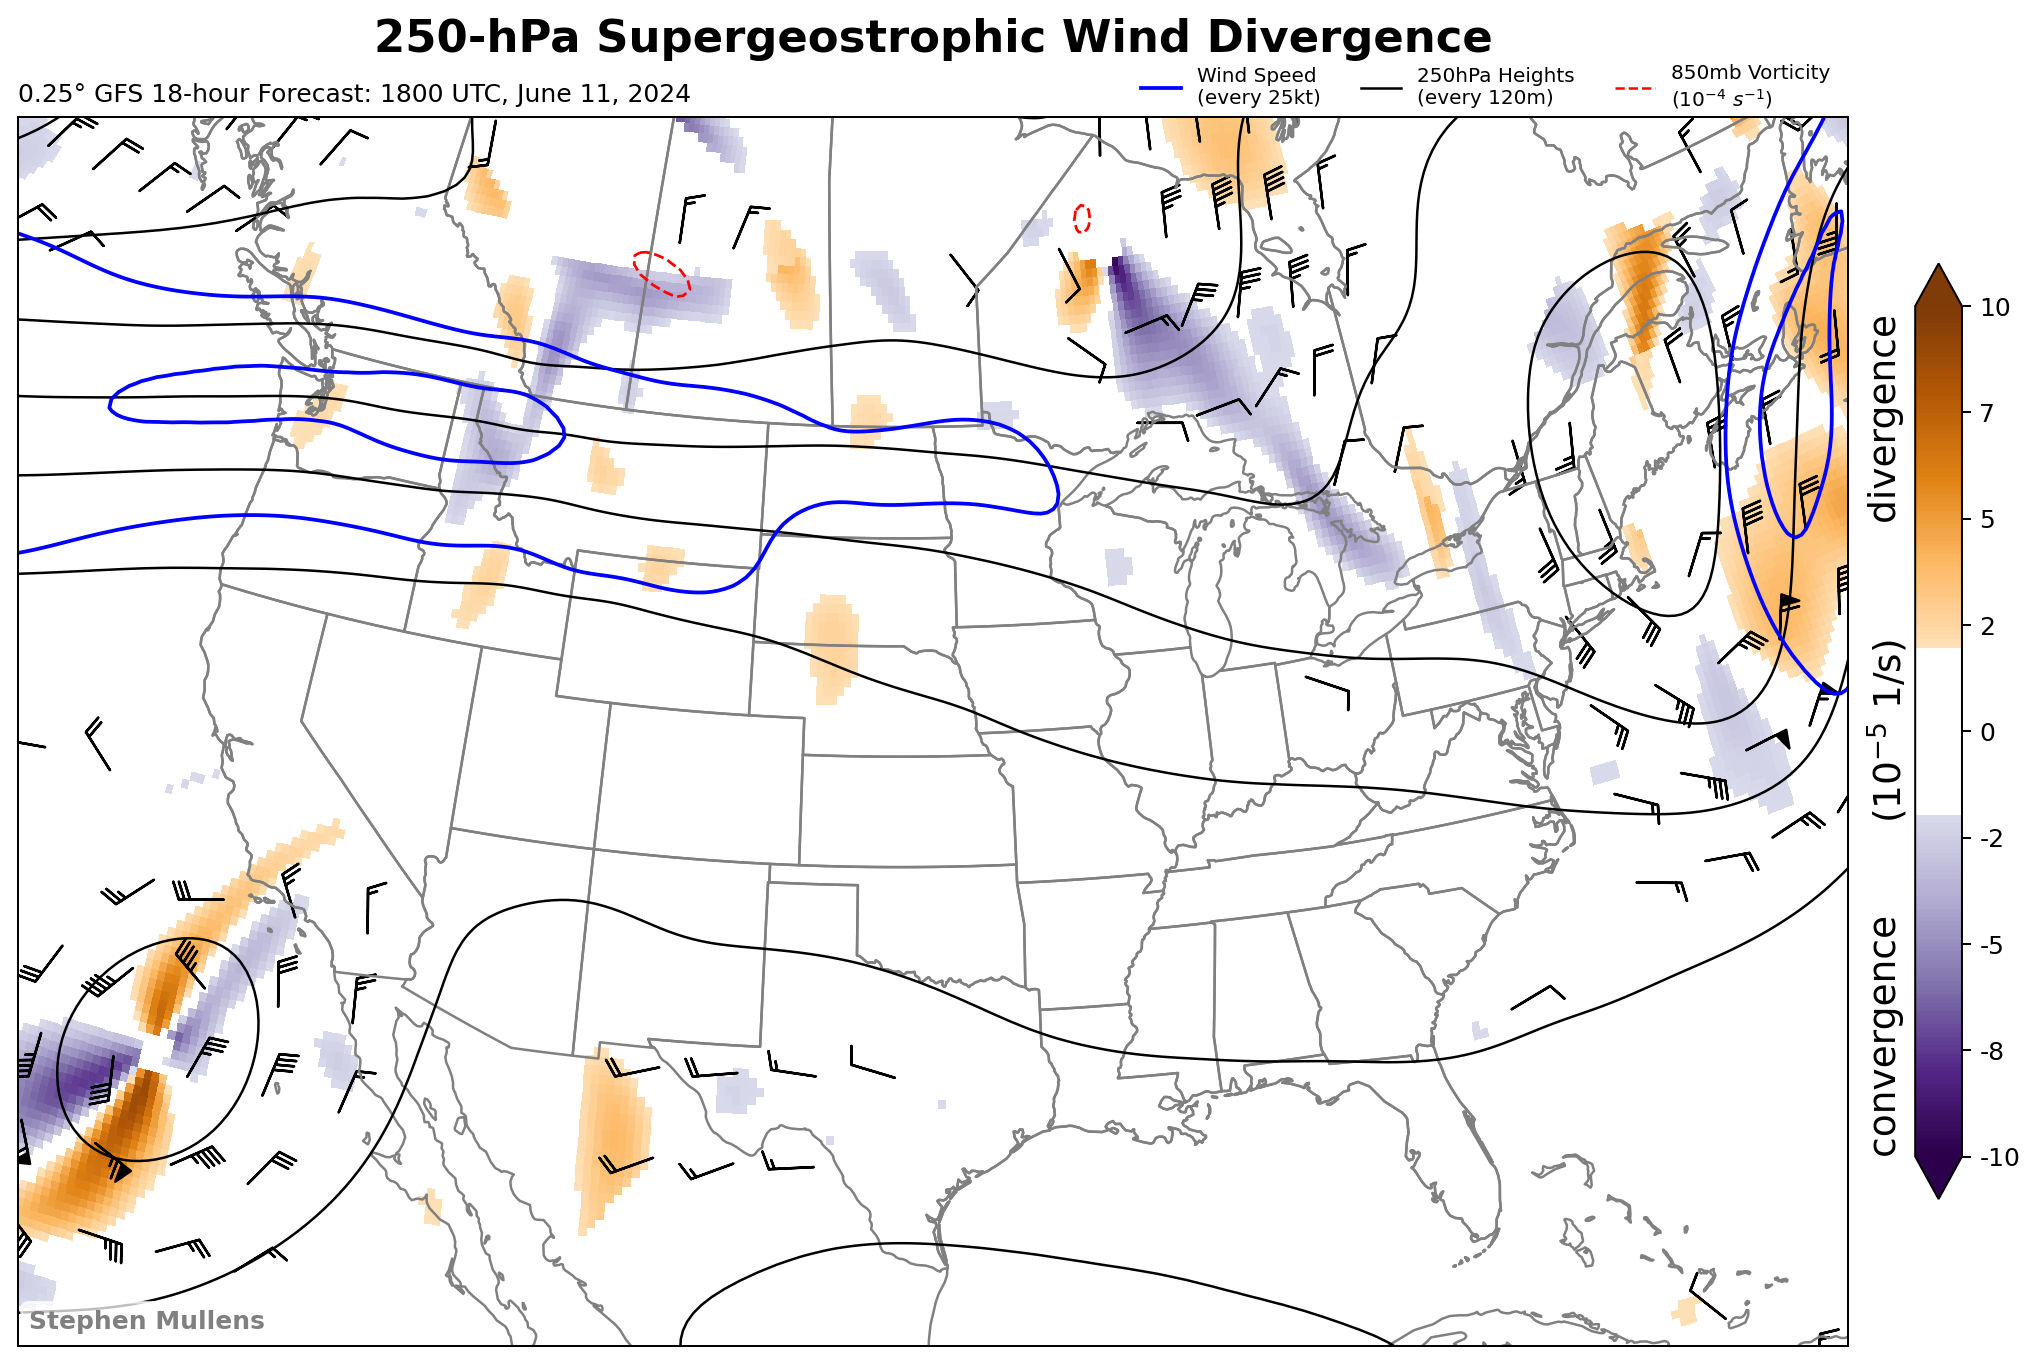 250-hPa Supergeostrophic Wind Divergence
0.25° GFS 18-hour Forecast: 1800 UTC, June 11, 2024
Wind Speed
(every 25kt)
250hPa Heights
(every 120m)
850mb Vorticity
(10⁻⁴ s⁻¹)
10
7
5
2
0
-2
-5
-8
-10
convergence (10⁻⁵ 1/s) divergence
Stephen Mullens